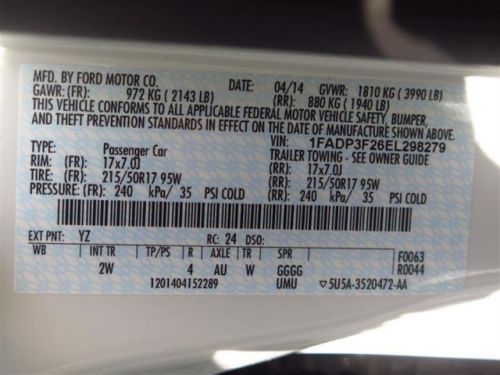 MFD. BY FORD MOTOR CO. DATE: 04/14 GVWR: 1810 KG ( 3990 LB)
GAWR: (FR) 972 KG ( 2143 LB) (RR): 880 KG ( 1940 LB)
THIS VEHICLE CONFORMS TO ALL APPLICABLE FEDERAL MOTOR VEHICLE SAFETY, BUMPER,
AND THEFT PREVENTION STANDARDS IN EFFECT ON THE DATE OF MANUFACTURE SHOWN ABOVE.
VIN: 1FADP3F26EL298279
TYPE: Passenger Car TRAILER TOWING - SEE OWNER GUIDE
RIM: (FR): 17x7.0J (RR): 17x7.0J
TIRE: (FR): 215/50R17 95W (RR): 215/50R17 95W
PRESSURE: (FR): 240 kPa/ 35 PSI COLD (RR): 240 kPa/ 35 PSI COLD
EXT PNT: YZ RC: 24 DSO: F0063
WB INT TR TP/PS R AXLE TR SPR R0044
2W 4 AU W GGGG
1201404152289 UMU 5U5A-3520472-AA